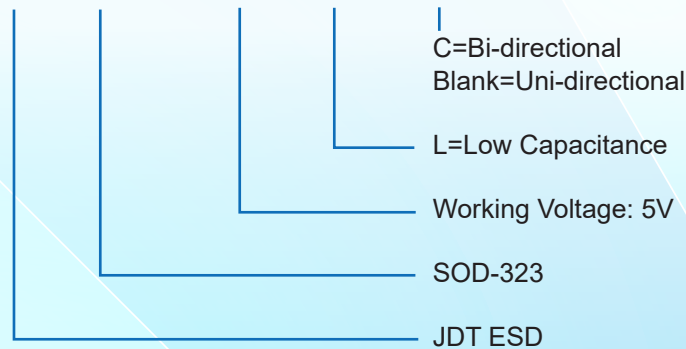 C=Bi-directional
Blank=Uni-directional
L=Low Capacitance
Working Voltage: 5V
SOD-323
JDT ESD